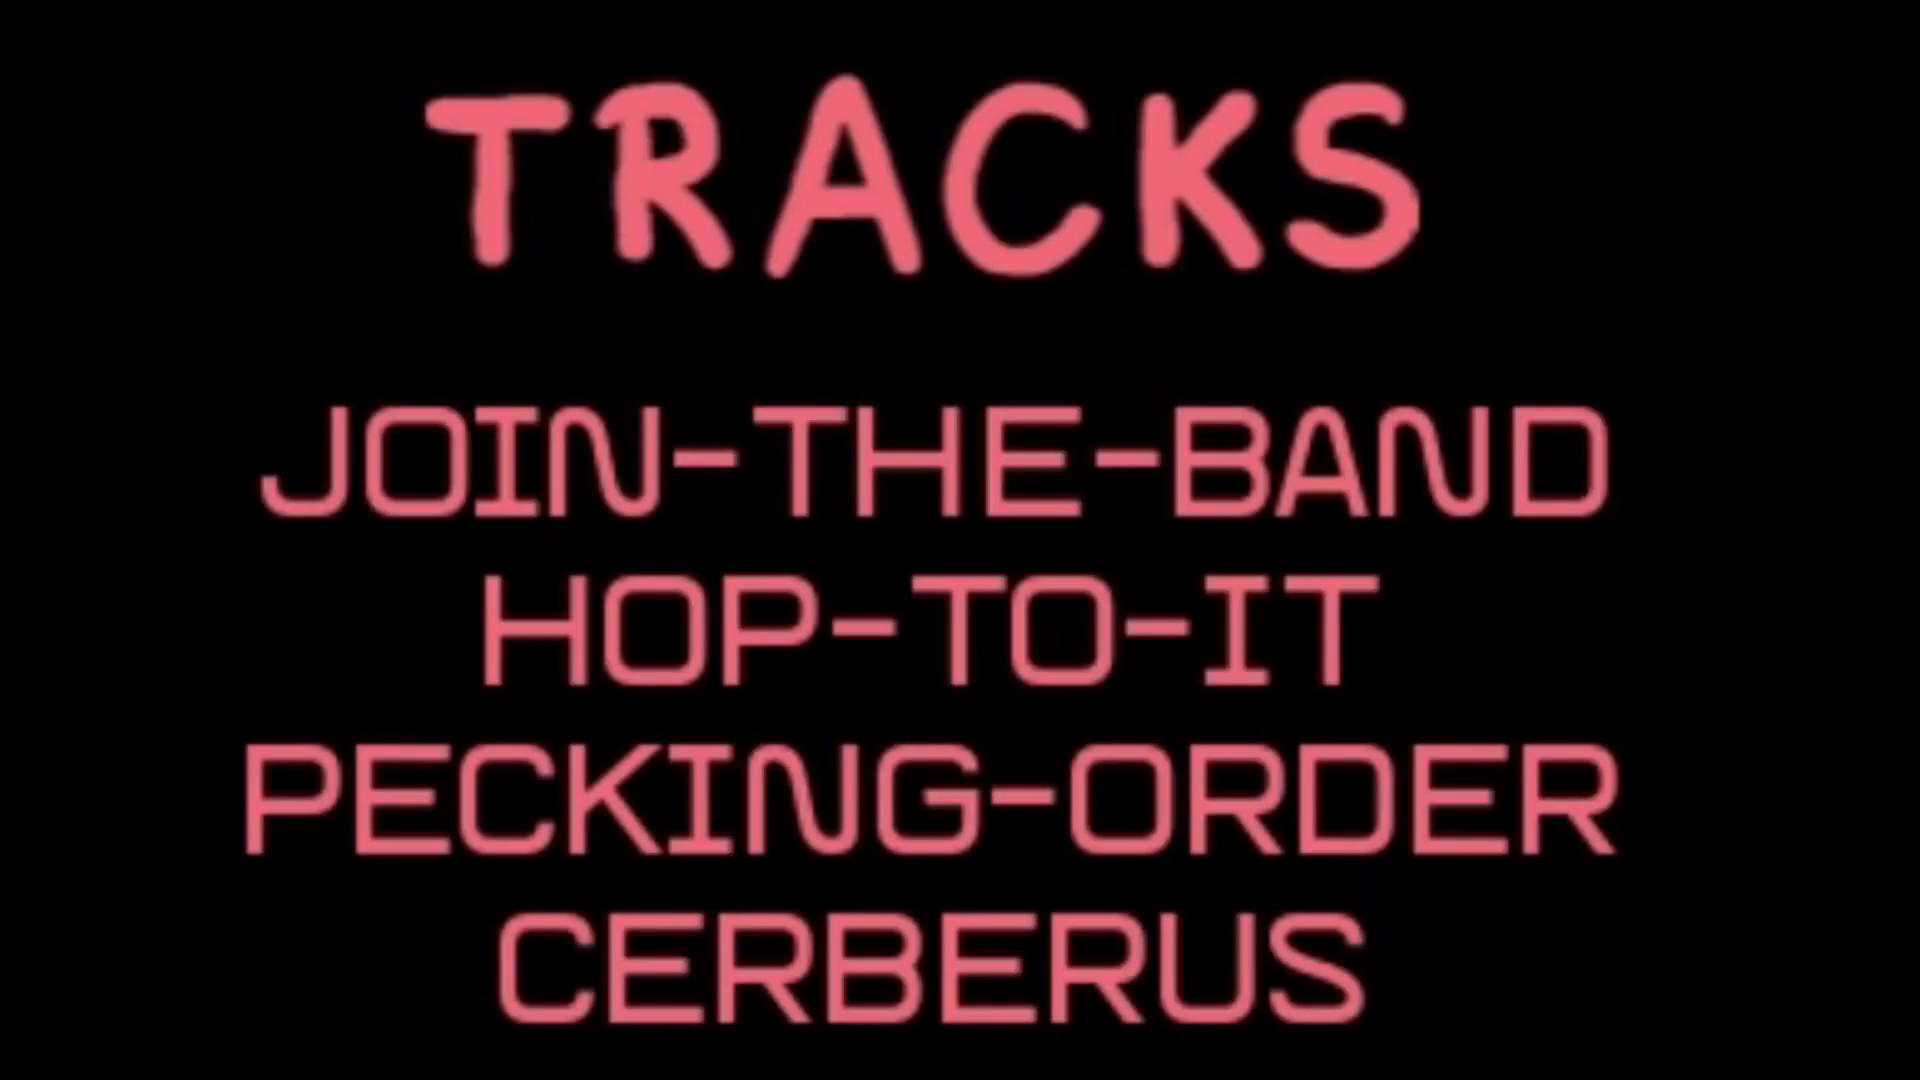 TRACKS
JOIN-THE-BAND
HOP-TO-IT
PECKING-ORDER
CERBERUS